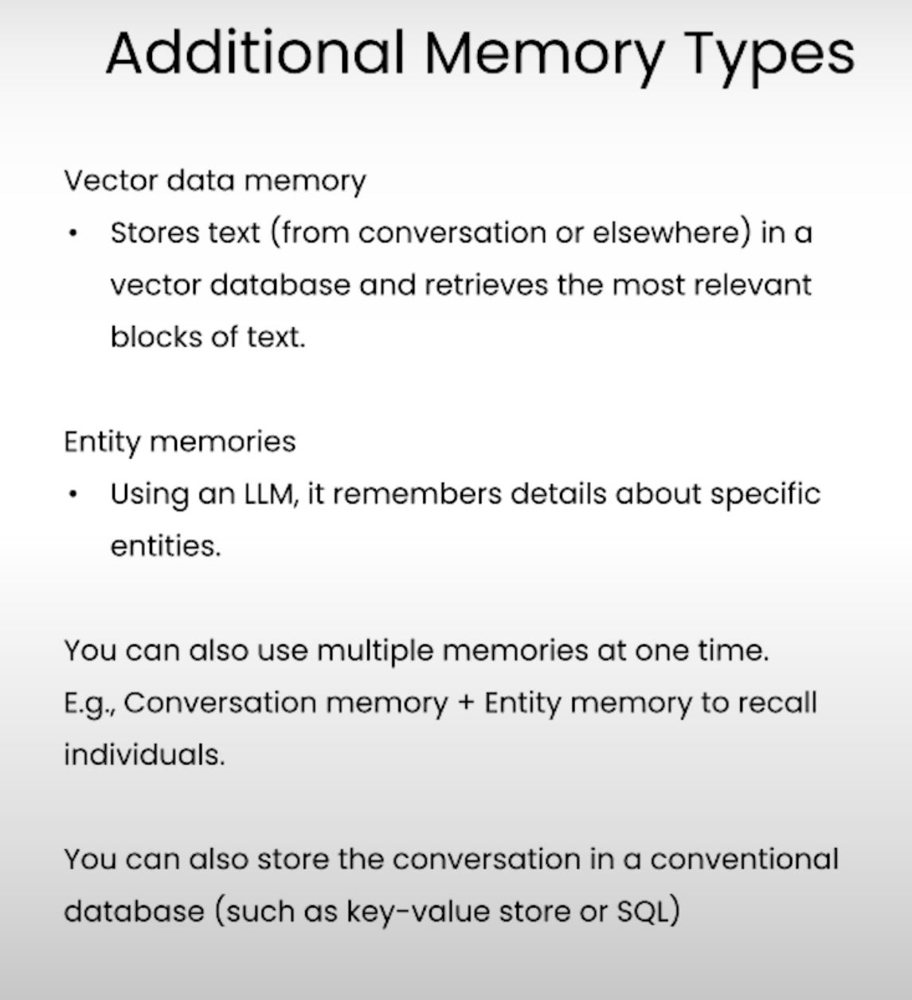 Additional Memory Types
Vector data memory
• Stores text (from conversation or elsewhere) in a
vector database and retrieves the most relevant
blocks of text.
Entity memories
• Using an LLM, it remembers details about specific
entities.
You can also use multiple memories at one time.
E.g., Conversation memory + Entity memory to recall
individuals.
You can also store the conversation in a conventional
database (such as key-value store or SQL)